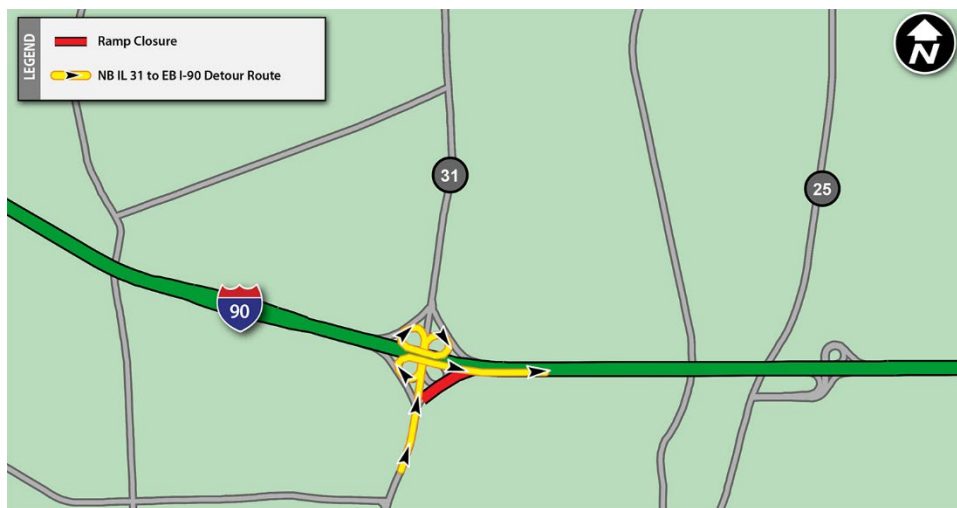 LEGEND
Ramp Closure
NB IL 31 to EB I-90 Detour Route
N
31
25
90